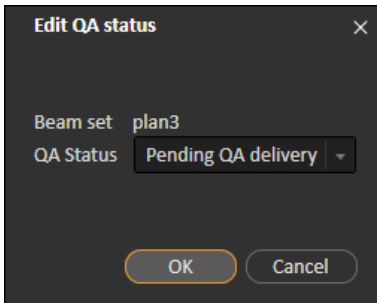 Edit QA status
Beam set plan3
QA Status Pending QA delivery
OK Cancel